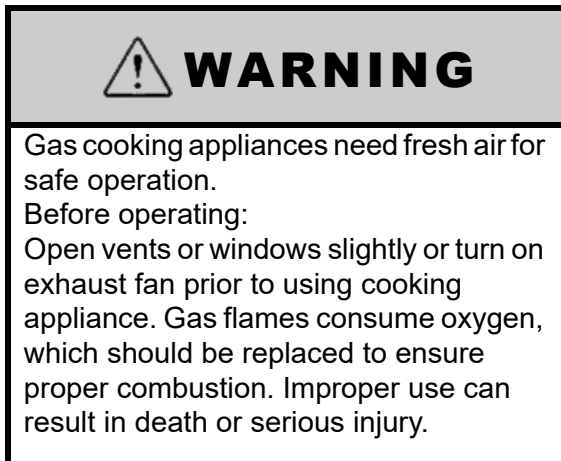 WARNING
Gas cooking appliances need fresh air for
safe operation.
Before operating:
Open vents or windows slightly or turn on
exhaust fan prior to using cooking
appliance. Gas flames consume oxygen,
which should be replaced to ensure
proper combustion. Improper use can
result in death or serious injury.